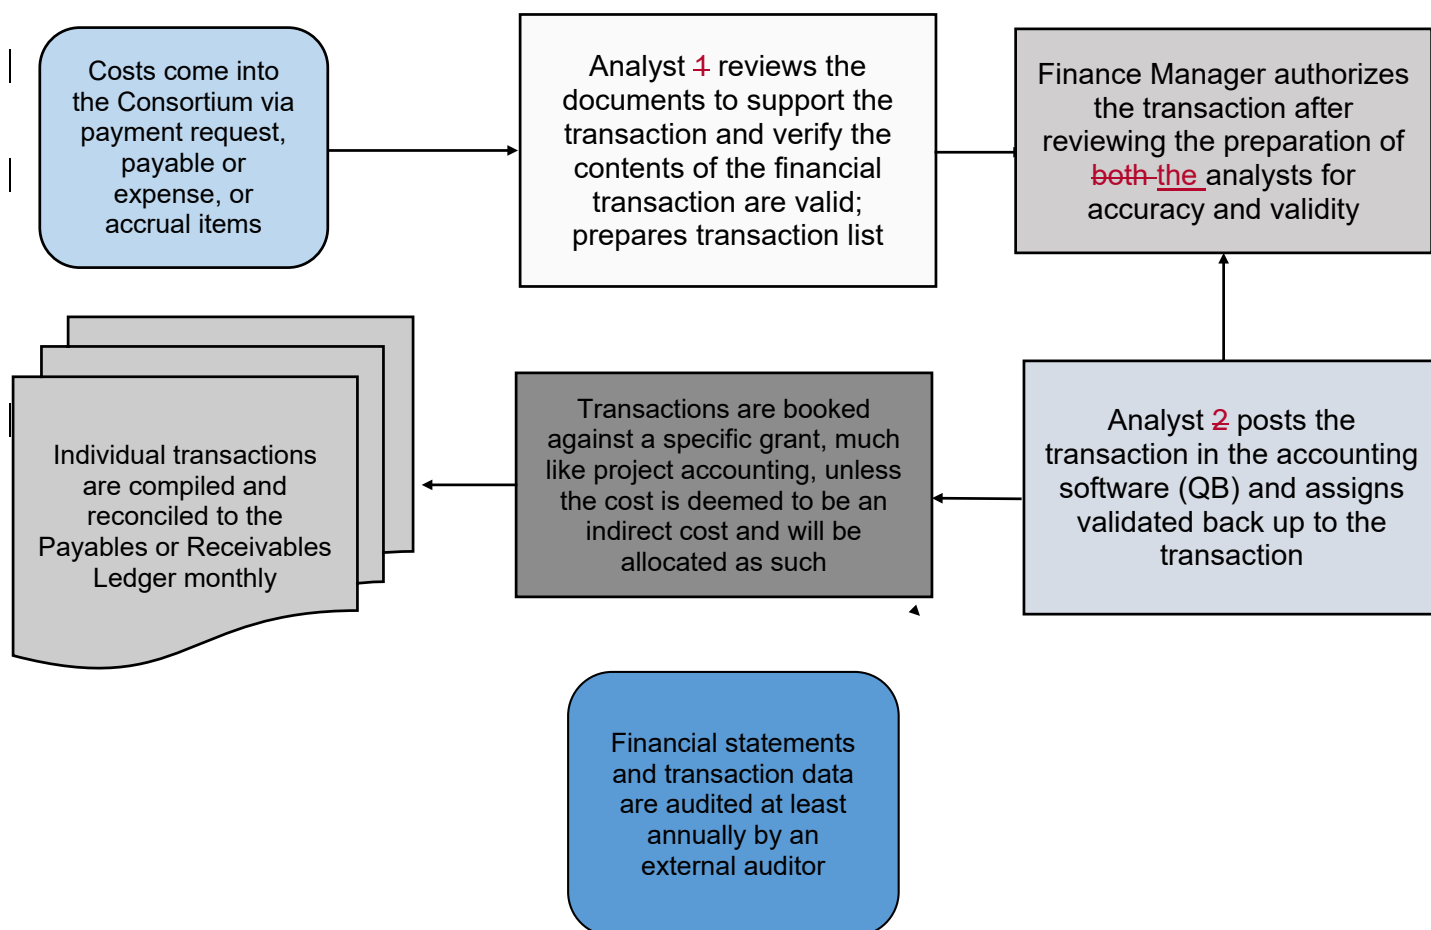 Costs come into
the Consortium via
payment request,
payable or
expense, or
accrual items
Analyst 1 reviews the
documents to support the
transaction and verify the
contents of the financial
transaction are valid;
prepares transaction list
Finance Manager authorizes
the transaction after
reviewing the preparation of
both the analysts for
accuracy and validity
Individual transactions
are compiled and
reconciled to the
Payables or Receivables
Ledger monthly
Transactions are booked
against a specific grant, much
like project accounting, unless
the cost is deemed to be an
indirect cost and will be
allocated as such
Analyst 2 posts the
transaction in the accounting
software (QB) and assigns
validated back up to the
transaction
Financial statements
and transaction data
are audited at least
annually by an
external auditor